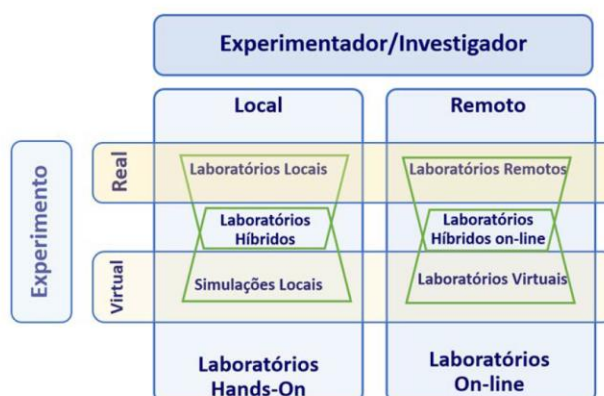 Experimentador/Investigador
Local
Remoto
Experimento
Real
Laboratórios Locais
Laboratórios Remotos
Laboratórios
Híbridos
Laboratórios
Híbridos on-line
Virtual
Simulações Locais
Laboratórios Virtuais
Laboratórios
Hands-On
Laboratórios
On-line